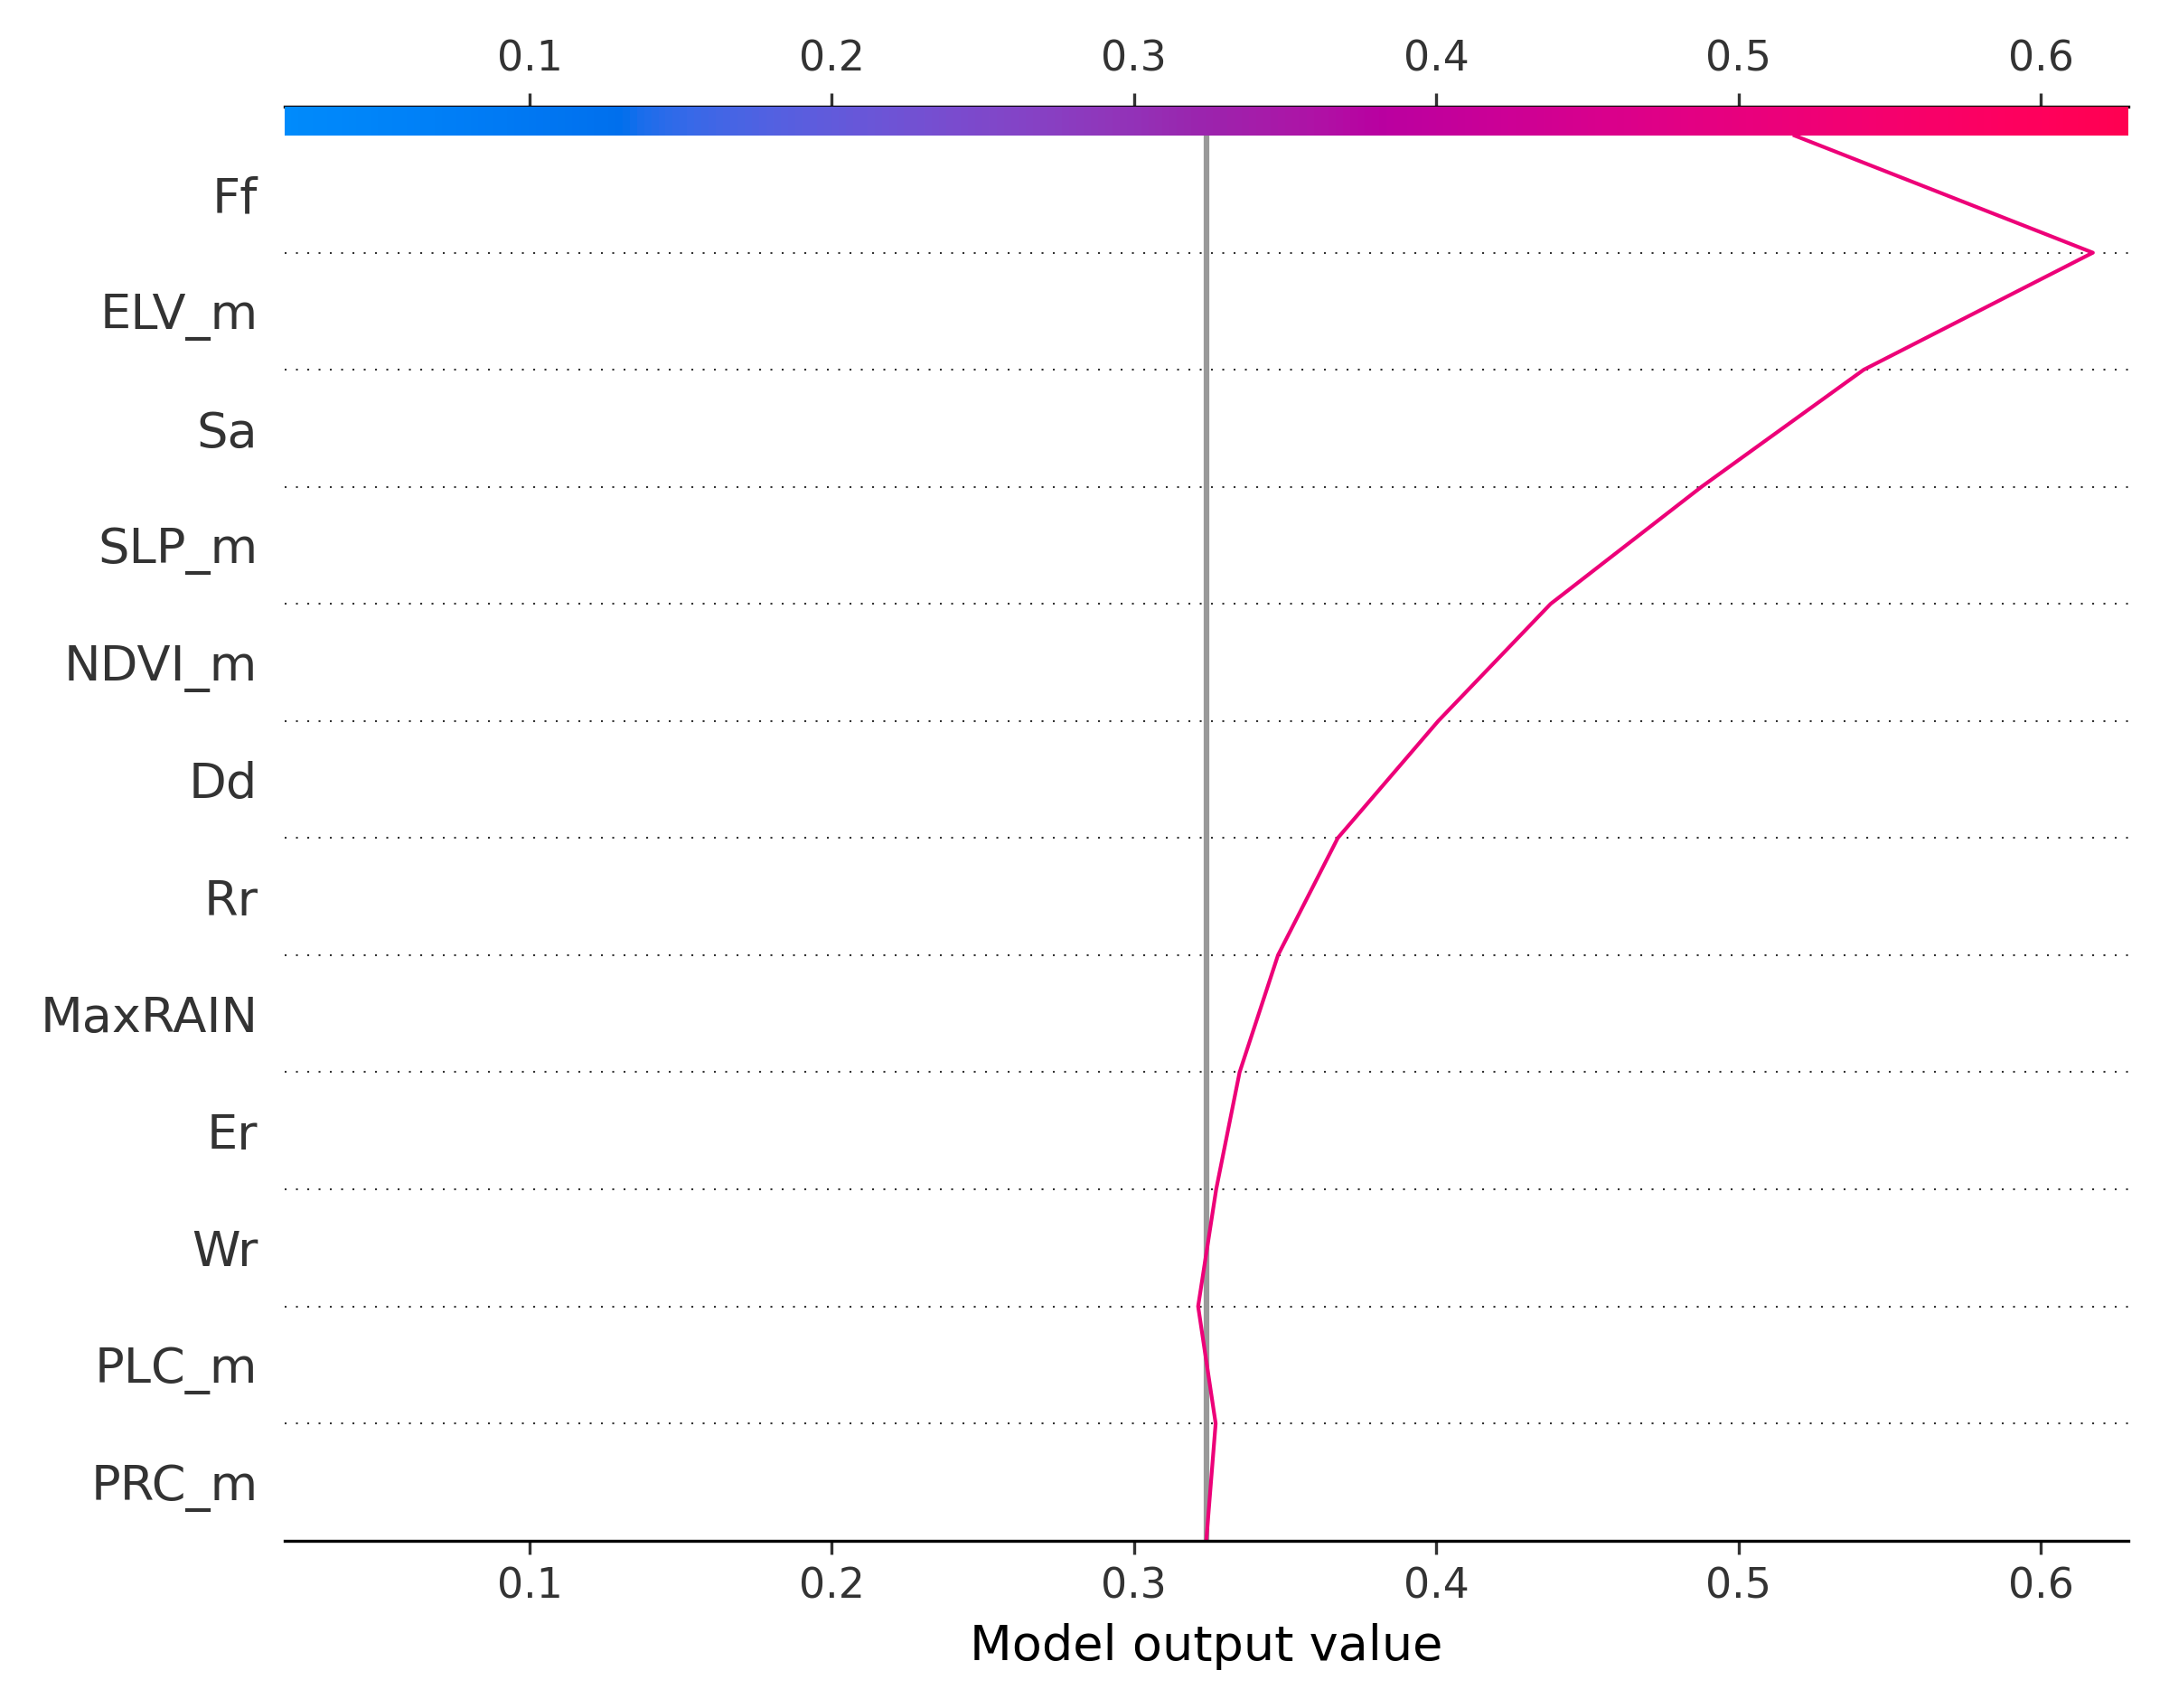 0.1 0.2 0.3 0.4 0.5 0.6
Ff
ELV_m
Sa
SLP_m
NDVI_m
Dd
Rr
MaxRAIN
Er
Wr
PLC_m
PRC_m
0.1 0.2 0.3 0.4 0.5 0.6
Model output value